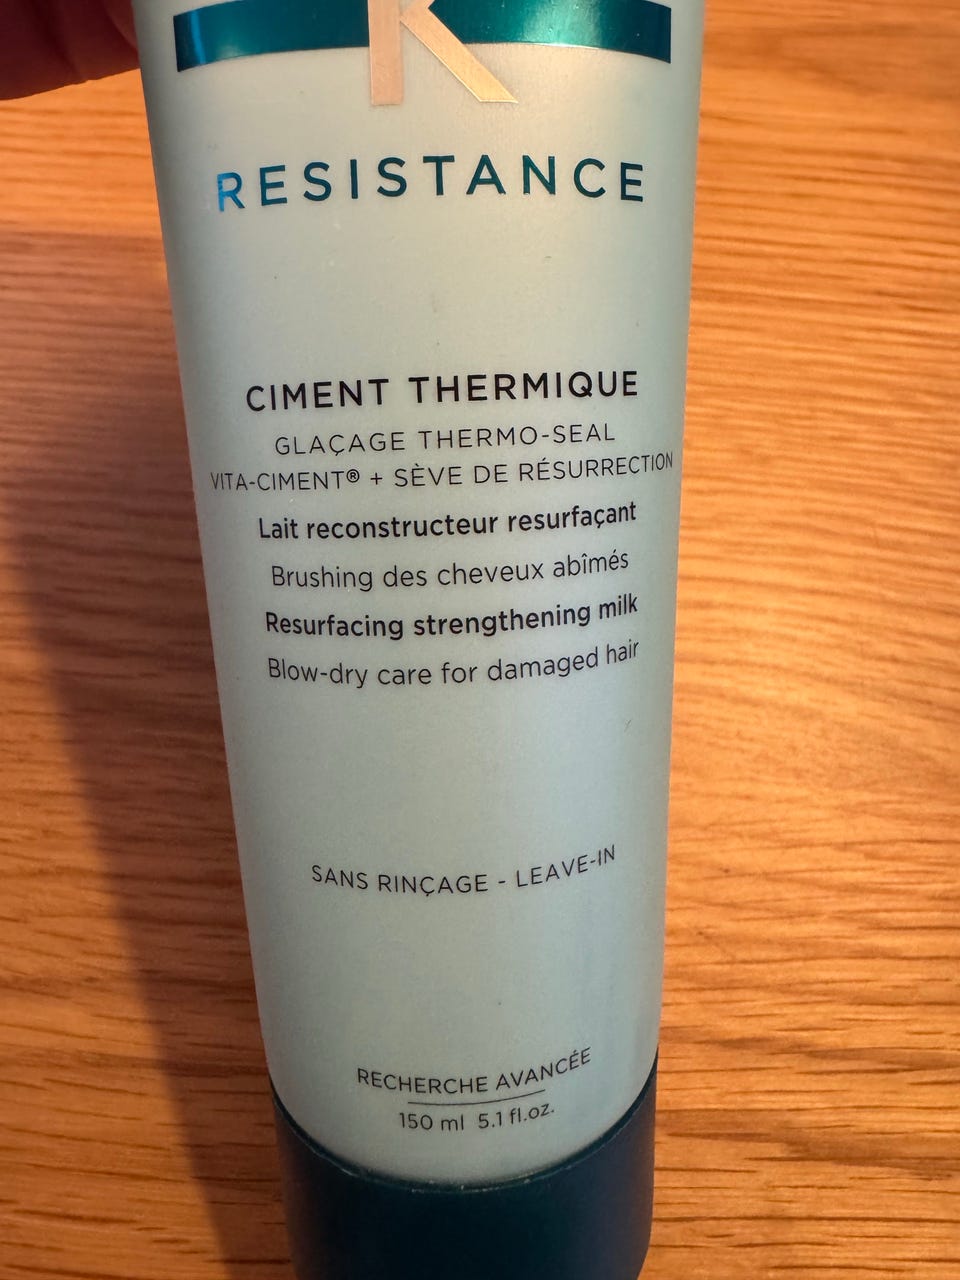 K
RESISTANCE
CIMENT THERMIQUE
GLAÇAGE THERMO-SEAL
VITA-CIMENT® + SÈVE DE RÉSURRECTION
Lait reconstructeur resurfaçant
Brushing des cheveux abîmés
Resurfacing strengthening milk
Blow-dry care for damaged hair
SANS RINÇAGE - LEAVE-IN
RECHERCHE AVANCÉE
150 ml 5.1 fl.oz.